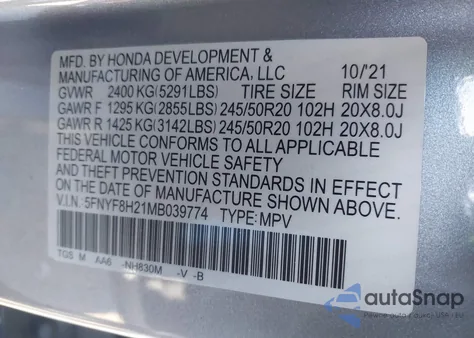 MFD. BY HONDA DEVELOPMENT &
MANUFACTURING OF AMERICA, LLC 10/'21
GVWR 2400 KG(5291LBS) TIRE SIZE RIM SIZE
GAWR F 1295 KG(2855LBS) 245/50R20 102H 20X8.0J
GAWR R 1425 KG(3142LBS) 245/50R20 102H 20X8.0J
THIS VEHICLE CONFORMS TO ALL APPLICABLE
FEDERAL MOTOR VEHICLE SAFETY
AND THEFT PREVENTION STANDARDS IN EFFECT
ON THE DATE OF MANUFACTURE SHOWN ABOVE.
V.I.N.: 5FNYF8H21MB039774 TYPE: MPV
TGS M AA6 -NH830M -V -B
autoSnap